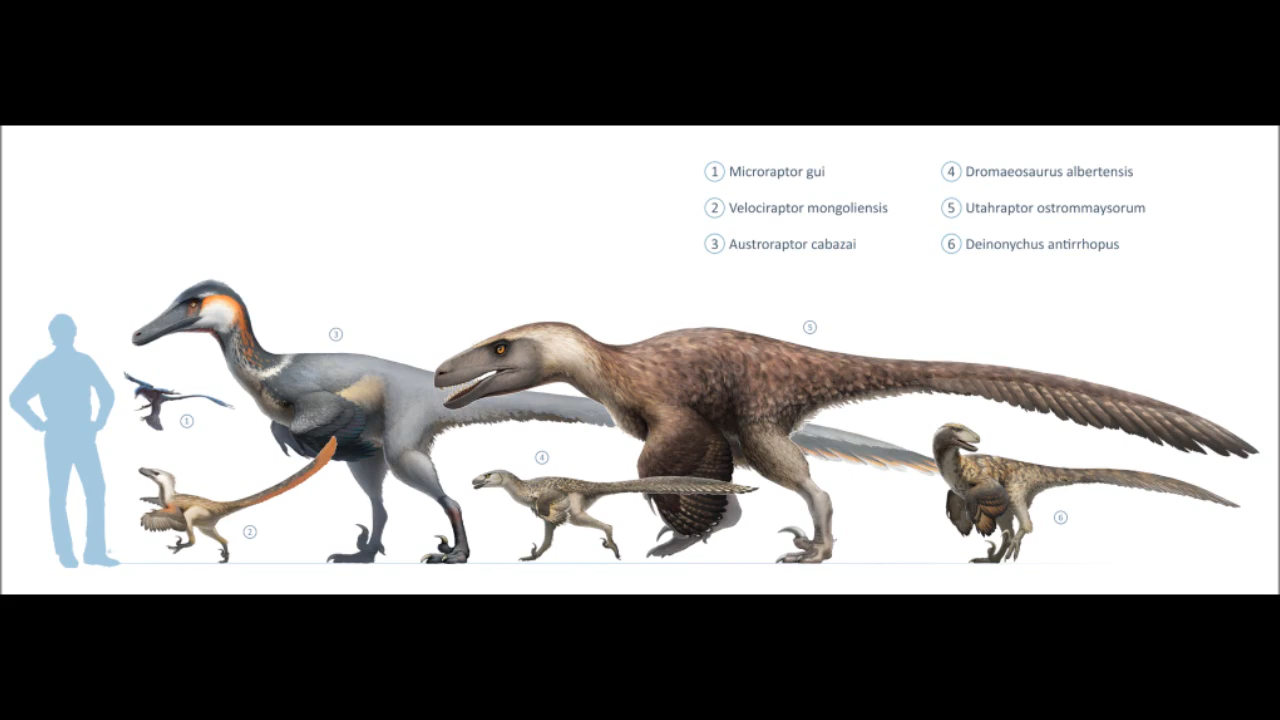 1 Microraptor gui
2 Velociraptor mongoliensis
3 Austroraptor cabazai
4 Dromaeosaurus albertensis
5 Utahraptor ostrommaysorum
6 Deinonychus antirrhopus
3
5
1
4
2
6